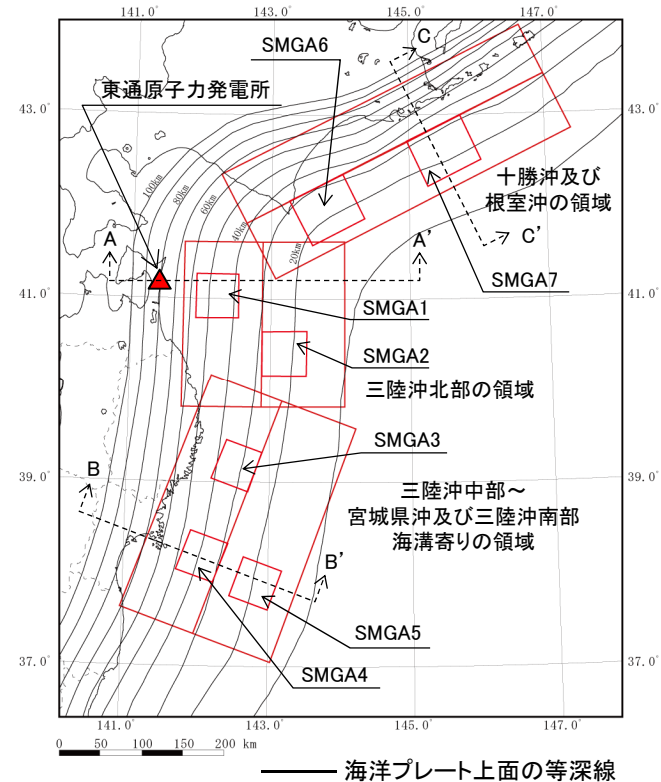 141.0°
143.0°
145.0°
147.0°
SMGA6
C
東通原子力発電所
43.0°
43.0°
100km
80km
60km
40km
20km
十勝沖及び
根室沖の領域
A
A'
C'
SMGA7
41.0°
41.0°
SMGA1
SMGA2
三陸沖北部の領域
SMGA3
39.0°
39.0°
B
三陸沖中部～
宮城県沖及び三陸沖南部
海溝寄りの領域
B'
SMGA5
37.0°
37.0°
SMGA4
141.0°
143.0°
145.0°
147.0°
0 50 100 150 200 km
海洋プレート上面の等深線